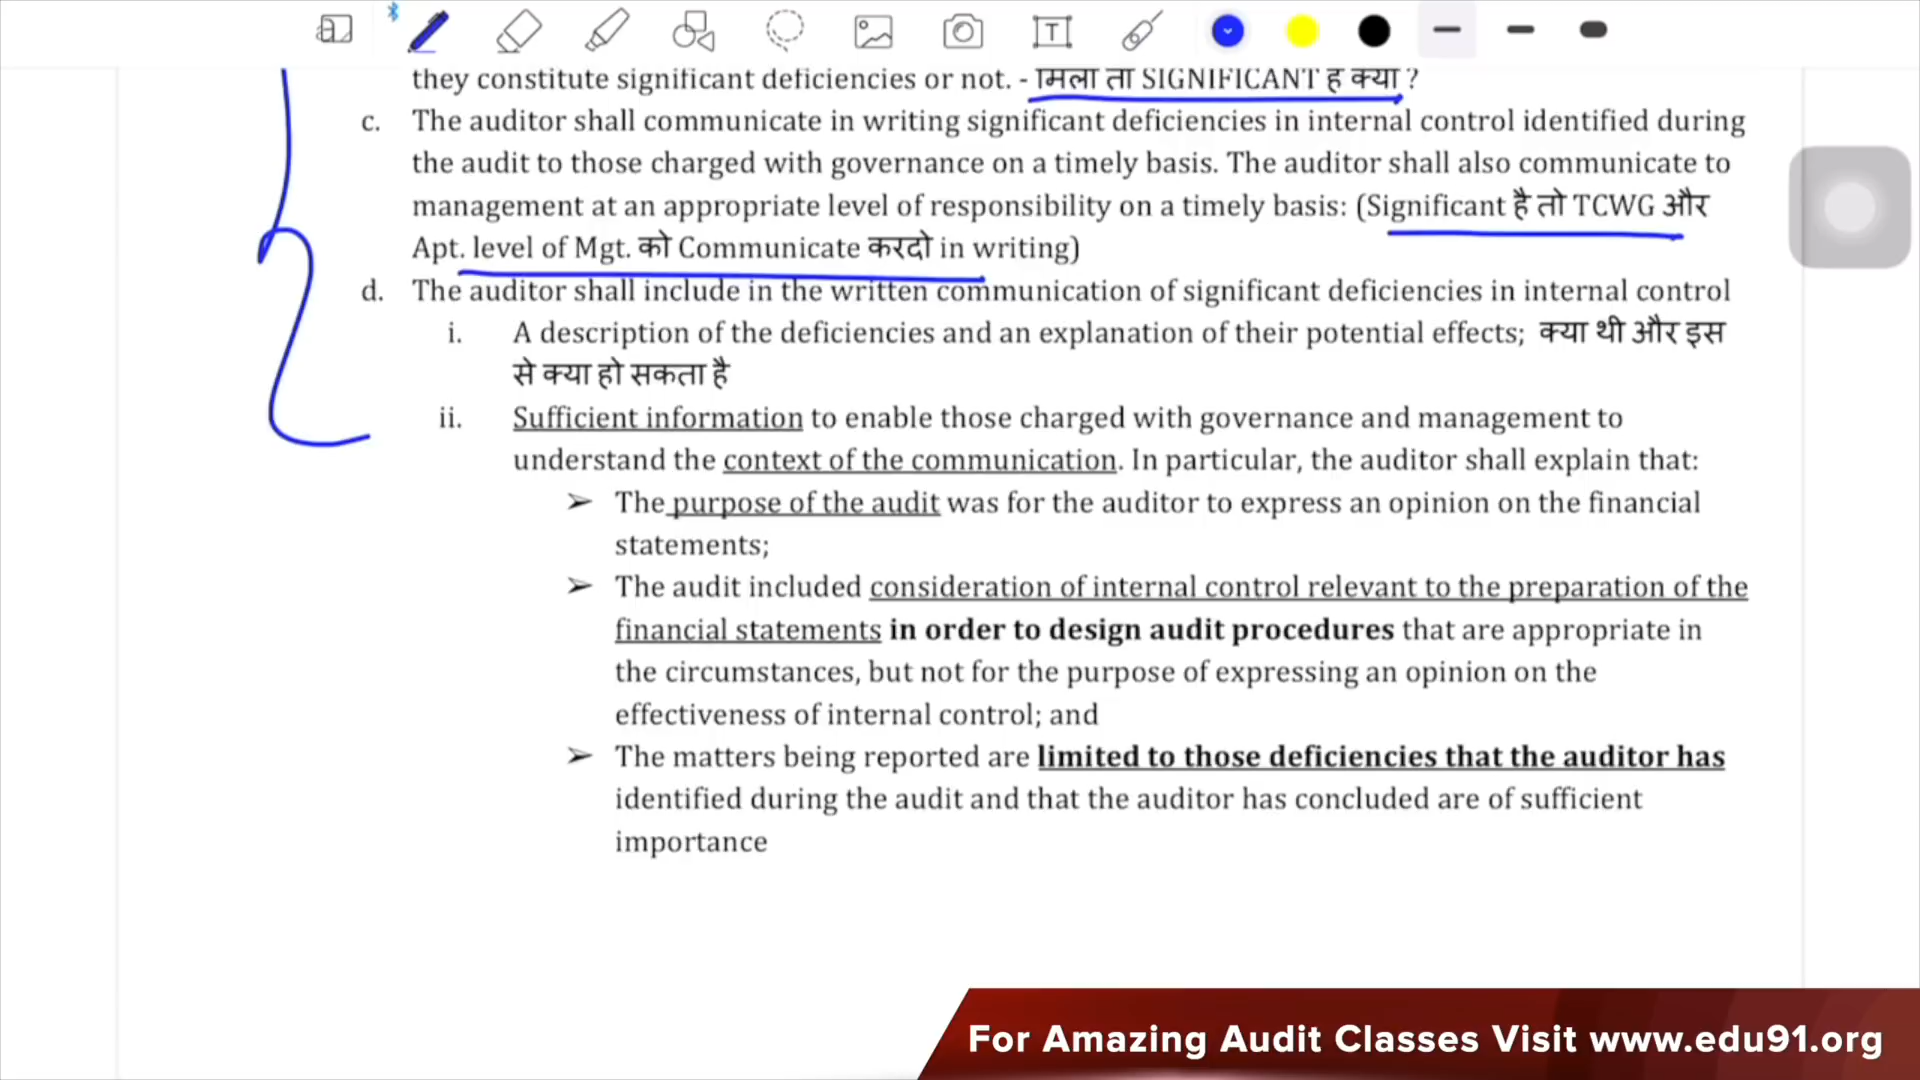 they constitute significant deficiencies or not. - मिला तो SIGNIFICANT है क्या ?
c. The auditor shall communicate in writing significant deficiencies in internal control identified during
the audit to those charged with governance on a timely basis. The auditor shall also communicate to
management at an appropriate level of responsibility on a timely basis: (Significant है तो TCWG और
Apt. level of Mgt. को Communicate करदो in writing)
d. The auditor shall include in the written communication of significant deficiencies in internal control
i. A description of the deficiencies and an explanation of their potential effects; क्या थी और इस
से क्या हो सकता है
ii. Sufficient information to enable those charged with governance and management to
understand the context of the communication. In particular, the auditor shall explain that:
➢ The purpose of the audit was for the auditor to express an opinion on the financial
statements;
➢ The audit included consideration of internal control relevant to the preparation of the
financial statements in order to design audit procedures that are appropriate in
the circumstances, but not for the purpose of expressing an opinion on the
effectiveness of internal control; and
➢ The matters being reported are limited to those deficiencies that the auditor has
identified during the audit and that the auditor has concluded are of sufficient
importance
For Amazing Audit Classes Visit www.edu91.org